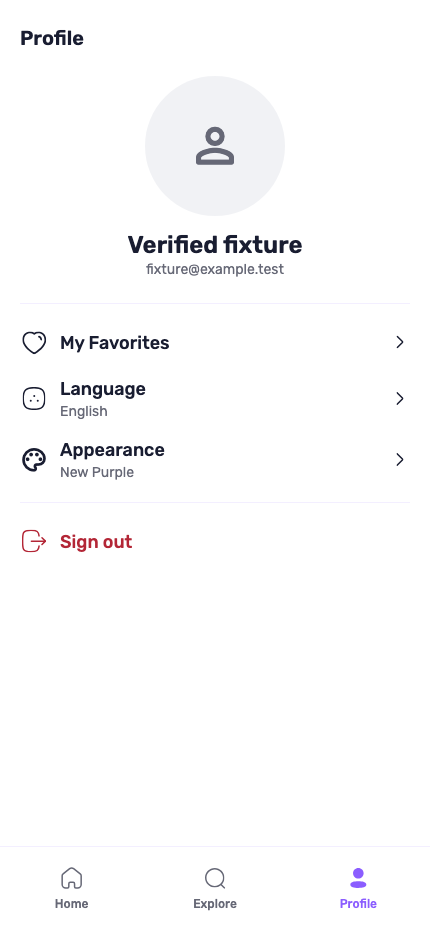 Profile
Verified fixture
fixture@example.test
My Favorites
Language
English
Appearance
New Purple
Sign out
Home
Explore
Profile